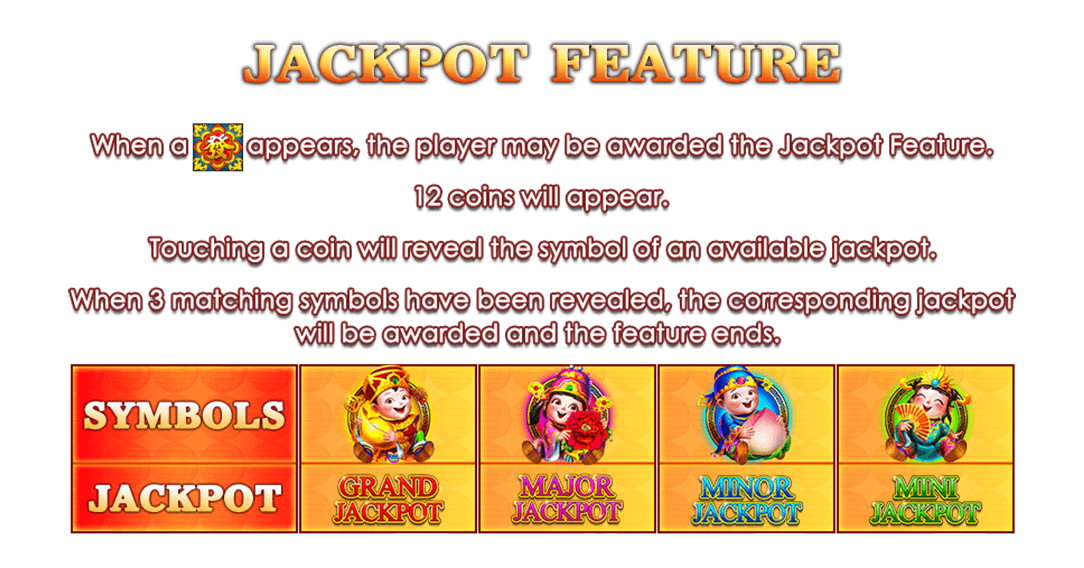 JACKPOT FEATURE
When a 發 appears, the player may be awarded the Jackpot Feature.
12 coins will appear.
Touching a coin will reveal the symbol of an available jackpot.
When 3 matching symbols have been revealed, the corresponding jackpot
will be awarded and the feature ends.
SYMBOLS
JACKPOT
GRAND
JACKPOT
MAJOR
JACKPOT
MINOR
JACKPOT
MINI
JACKPOT